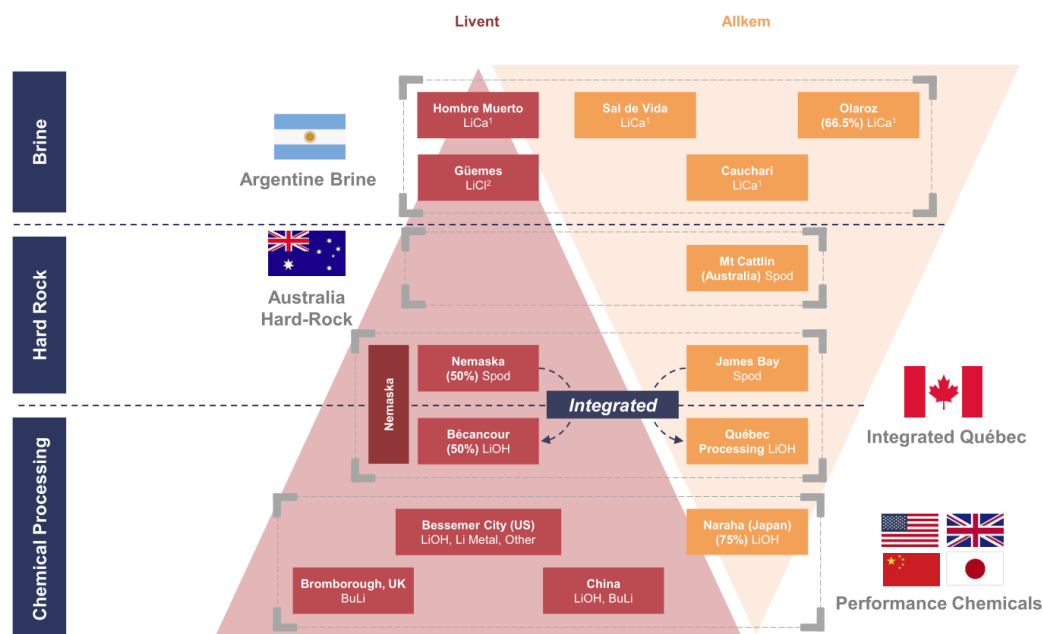 Livent
Allkem
Brine
Argentine Brine
Hombre Muerto
LiCa¹
Sal de Vida
LiCa¹
Olaroz
(66.5%) LiCa¹
Güemes
LiCl²
Cauchari
LiCa¹
Hard Rock
Australia
Hard-Rock
Mt Cattlin
(Australia) Spod
Nemaska
Nemaska
(50%) Spod
James Bay
Spod
Integrated
Bécancour
(50%) LiOH
Québec
Processing LiOH
Integrated Québec
Chemical Processing
Bessemer City (US)
LiOH, Li Metal, Other
Naraha (Japan)
(75%) LiOH
Bromborough, UK
BuLi
China
LiOH, BuLi
Performance Chemicals